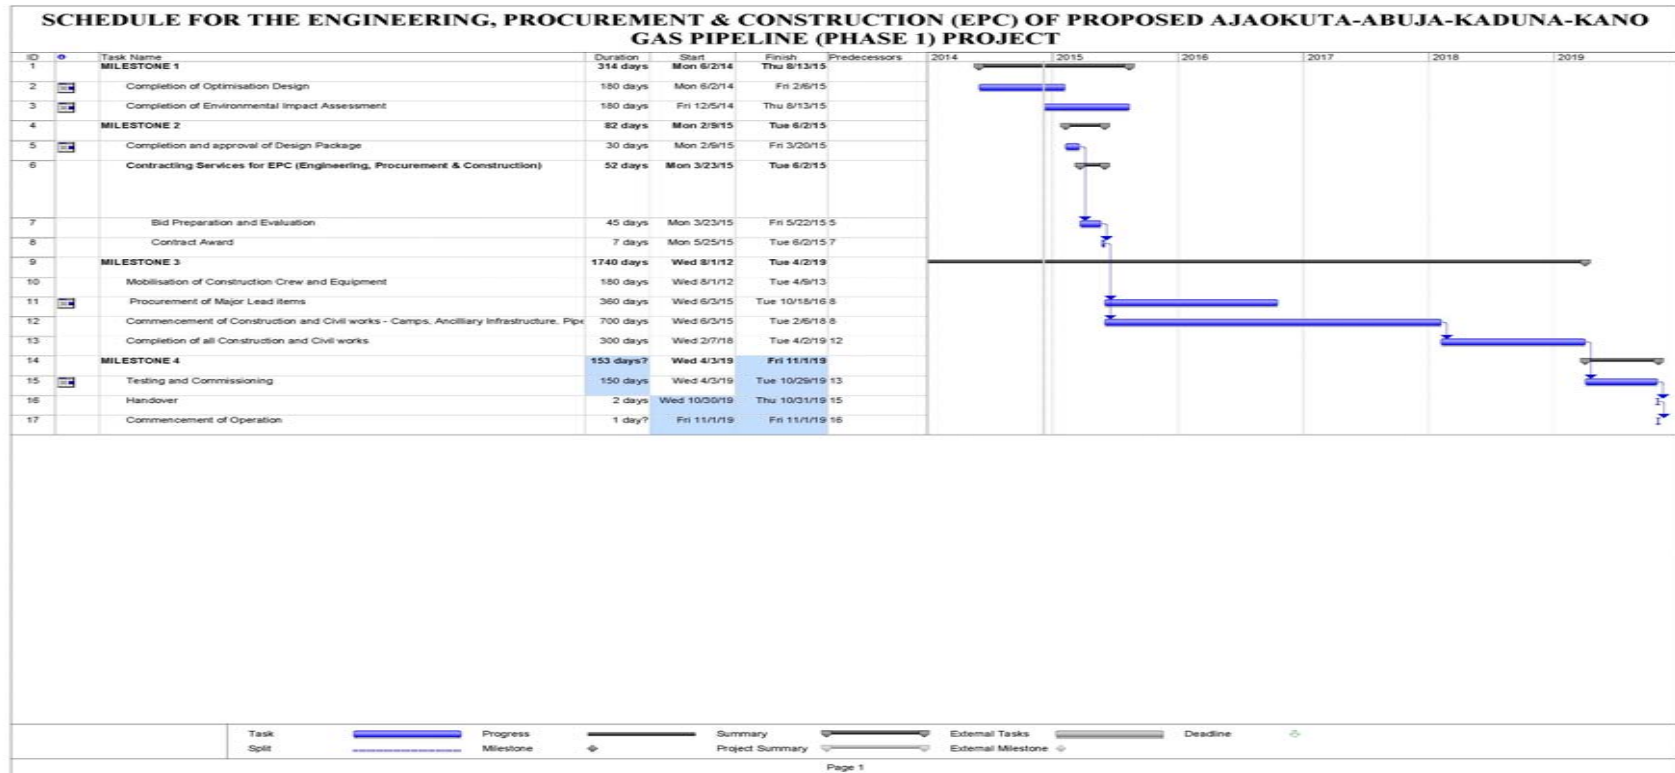 SCHEDULE FOR THE ENGINEERING, PROCUREMENT & CONSTRUCTION (EPC) OF PROPOSED AJAOKUTA-ABUJA-KADUNA-KANO
GAS PIPELINE (PHASE 1) PROJECT
ID Task Name Duration Start Finish Predecessors 2014 2015 2016 2017 2018 2019
1 MILESTONE 1 314 days Mon 6/2/14 Thu 8/13/15
2 Completion of Optimisation Design 180 days Mon 6/2/14 Fri 2/6/15
3 Completion of Environmental Impact Assessment 180 days Fri 12/5/14 Thu 8/13/15
4 MILESTONE 2 82 days Mon 2/9/15 Tue 6/2/15
5 Completion and approval of Design Package 30 days Mon 2/9/15 Fri 3/20/15
6 Contracting Services for EPC (Engineering, Procurement & Construction) 52 days Mon 3/23/15 Tue 6/2/15
7 Bid Preparation and Evaluation 45 days Mon 3/23/15 Fri 5/22/15 5
8 Contract Award 7 days Mon 5/25/15 Tue 6/2/15 7
9 MILESTONE 3 1740 days Wed 8/1/12 Tue 4/2/19
10 Mobilisation of Construction Crew and Equipment 180 days Wed 8/1/12 Tue 4/9/13
11 Procurement of Major Lead items 360 days Wed 6/3/15 Tue 10/18/16 8
12 Commencement of Construction and Civil works - Camps, Ancilliary Infrastructure, Pipe 700 days Wed 6/3/15 Tue 2/6/18 8
13 Completion of all Construction and Civil works 300 days Wed 2/7/18 Tue 4/2/19 12
14 MILESTONE 4 153 days? Wed 4/3/19 Fri 11/1/19
15 Testing and Commissioning 150 days Wed 4/3/19 Tue 10/29/19 13
16 Handover 2 days Wed 10/30/19 Thu 10/31/19 15
17 Commencement of Operation 1 day? Fri 11/1/19 Fri 11/1/19 16
Task Progress Summary External Tasks Deadline
Split Milestone Project Summary External Milestone
Page 1